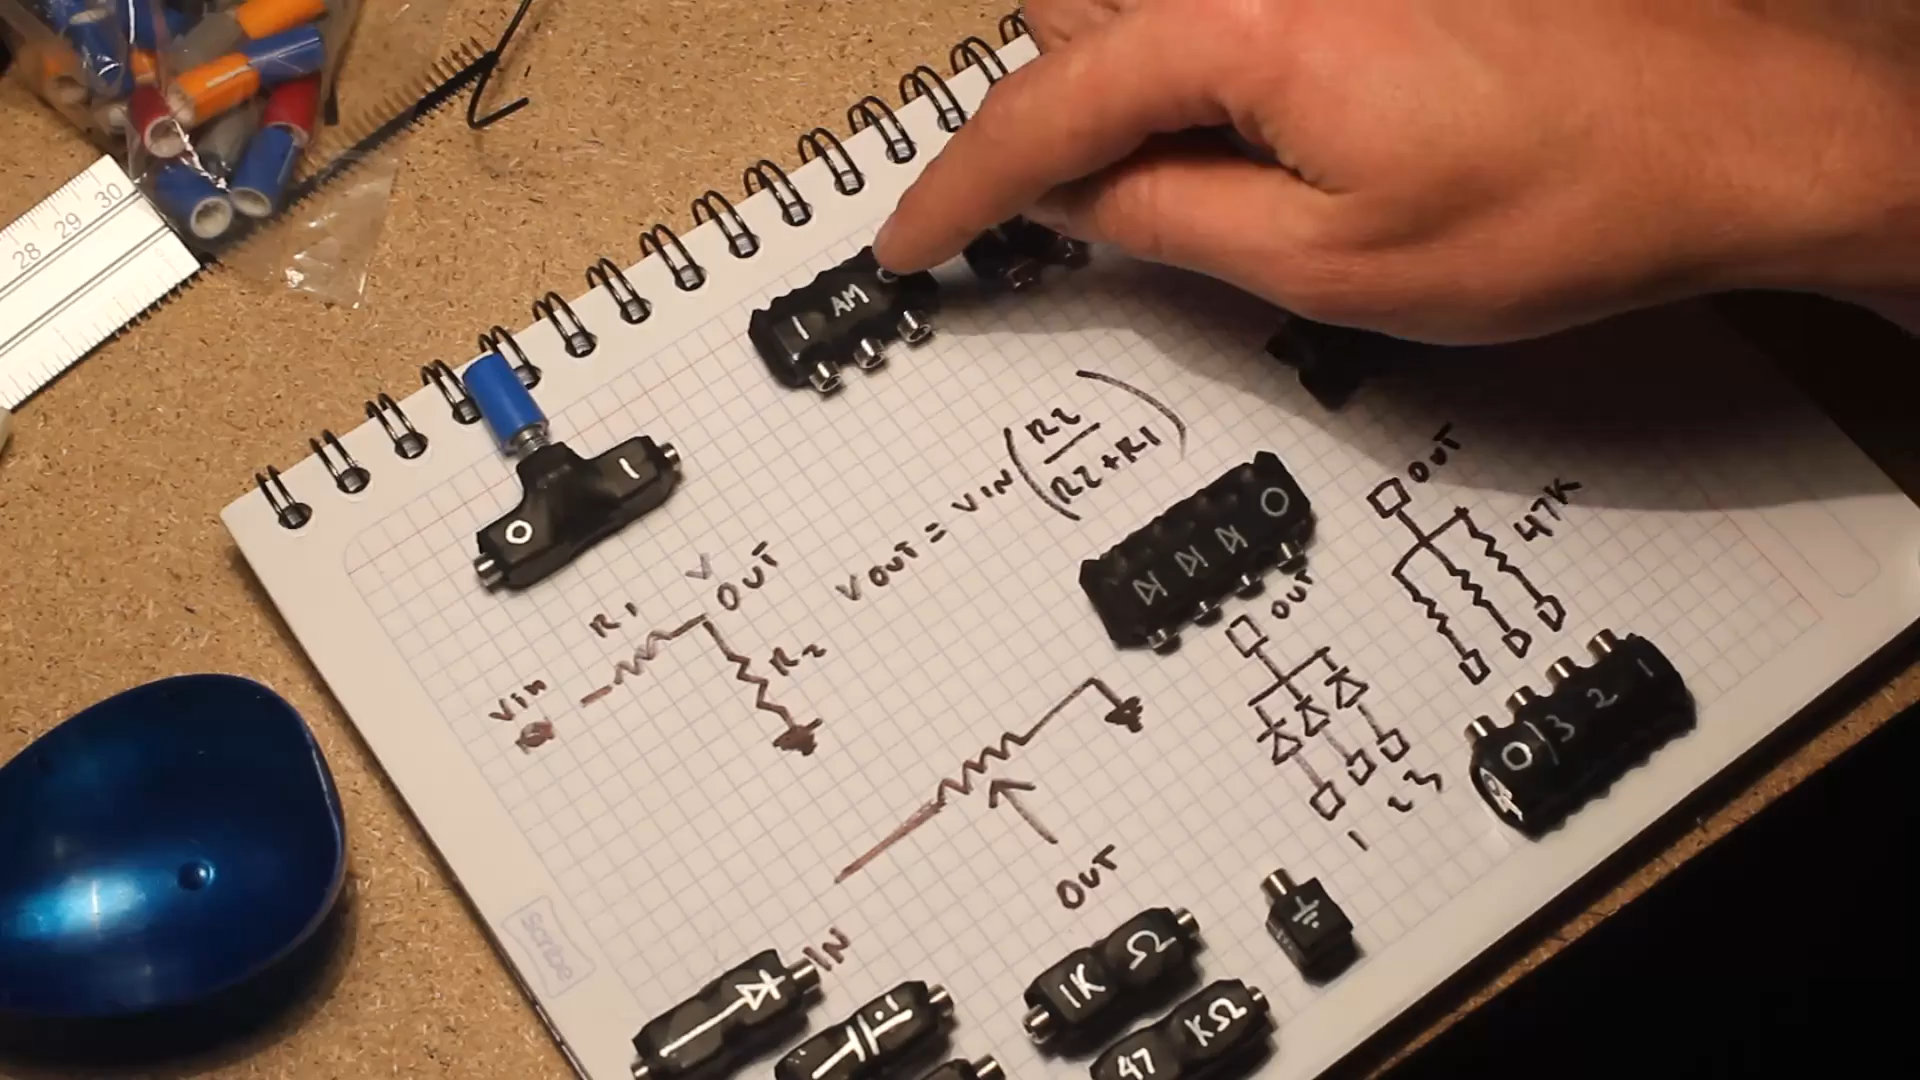 28 29 30
I AM O
O I
VOUT = VIN (R2 / R2+R1)
V
OUT
R1
R2
Vin
O
OUT
47K
OUT
1 2 3
O/3 2 1
OUT
IN
1K Ω
47 KΩ